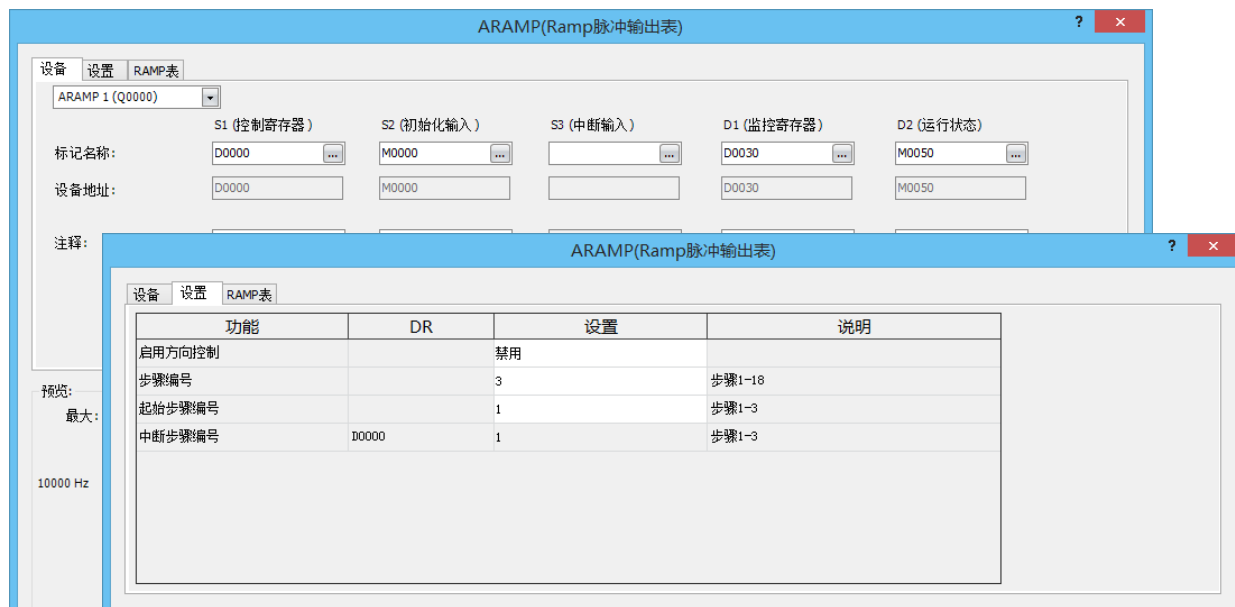 ARAMP(Ramp脉冲输出表)
? ×
设备 设置 RAMP表
ARAMP 1 (Q0000)
S1 (控制寄存器) S2 (初始化输入) S3 (中断输入) D1 (监控寄存器) D2 (运行状态)
标记名称: D0000 ... M0000 ... ... D0030 ... M0050 ...
设备地址: D0000 M0000 D0030 M0050
注释:
预览:
最大:
10000 Hz
ARAMP(Ramp脉冲输出表)
? ×
设备 设置 RAMP表
功能 DR 设置 说明
启用方向控制 禁用
步骤编号 3 步骤1-18
起始步骤编号 1 步骤1-3
中断步骤编号 D0000 1 步骤1-3